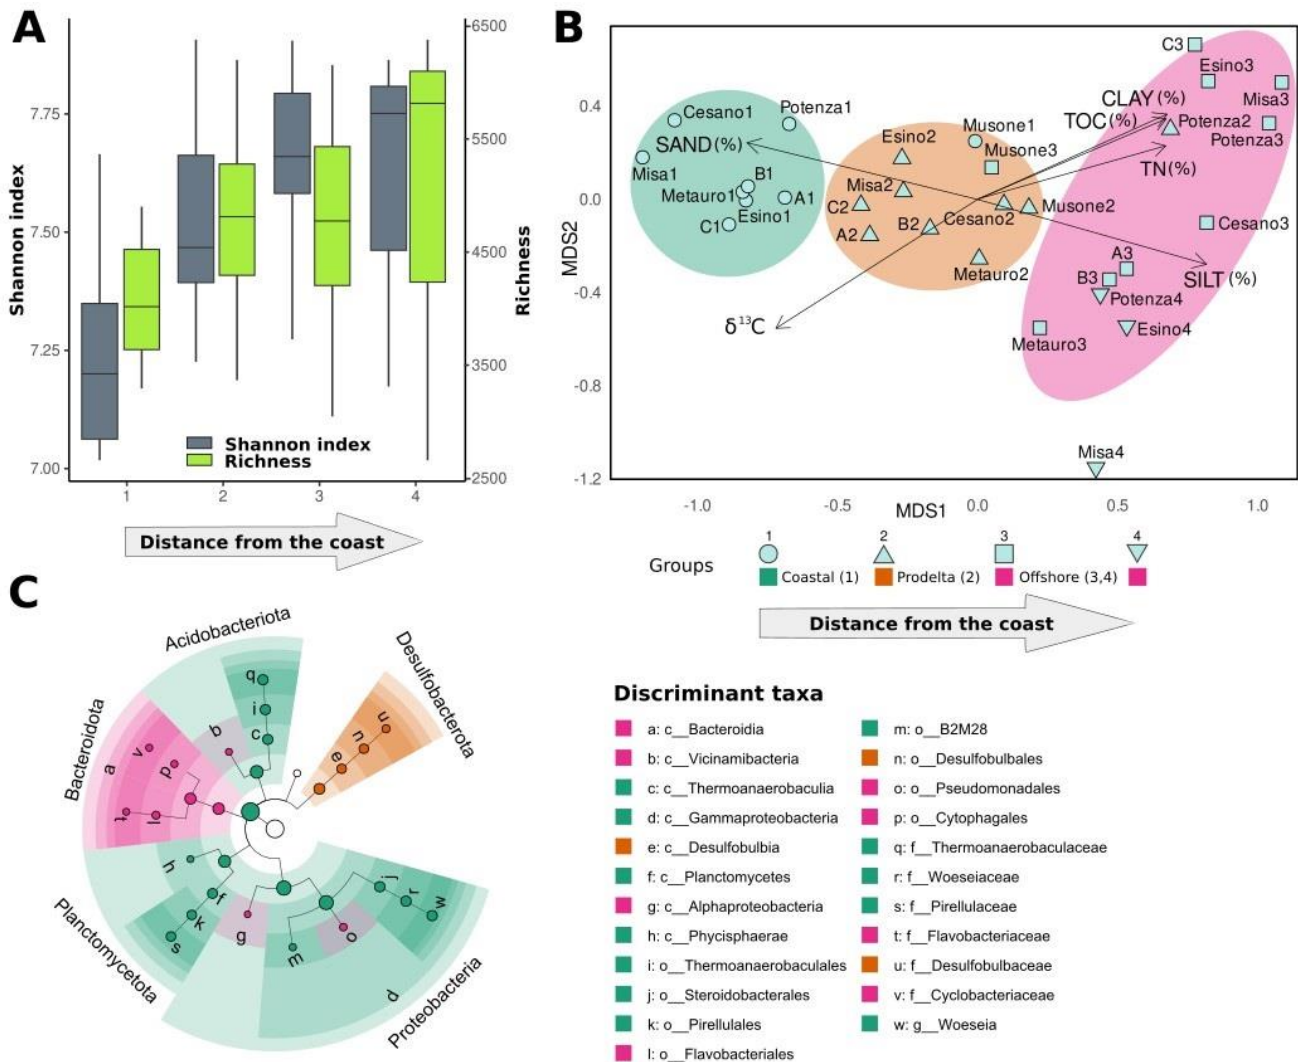 A
Shannon index
7.75
7.50
7.25
7.00
6500
5500
4500
3500
2500
Richness
Shannon index
Richness
1 2 3 4
Distance from the coast
B
MDS2
0.4
0.0
-0.4
-0.8
-1.2
C3
Esino3
Misa3
CLAY (%)
TOC (%)
Potenza2
Potenza3
TN (%)
Cesano1
Potenza1
SAND (%)
Misa1
B1
Metauro1
A1
Esino1
C1
Esino2
Musone1
Musone3
Misa2
C2
B2
Cesano2
Musone2
A2
Metauro2
Cesano3
A3
B3
SILT (%)
Potenza4
Esino4
Metauro3
δ¹³C
Misa4
-1.0 -0.5 0.0 0.5 1.0
MDS1
1 2 3 4
Groups
Coastal (1) Prodelta (2) Offshore (3,4)
Distance from the coast
C
Acidobacteriota
Desulfobacterota
Bacteroidota
Planctomycetota
Proteobacteria
q
i
c
b
u
n
e
v
a
p
t
l
h
f
k
s
g
m
o
j
r
w
d
Discriminant taxa
a: c__Bacteroidia
b: c__Vicinamibacteria
c: c__Thermoanaerobaculia
d: c__Gammaproteobacteria
e: c__Desulfobulbia
f: c__Planctomycetes
g: c__Alphaproteobacteria
h: c__Phycisphaerae
i: o__Thermoanaerobaculales
j: o__Steroidobacterales
k: o__Pirellulales
l: o__Flavobacteriales
m: o__B2M28
n: o__Desulfobulbales
o: o__Pseudomonadales
p: o__Cytophagales
q: f__Thermoanaerobaculaceae
r: f__Woeseiaceae
s: f__Pirellulaceae
t: f__Flavobacteriaceae
u: f__Desulfobulbaceae
v: f__Cyclobacteriaceae
w: g__Woeseia